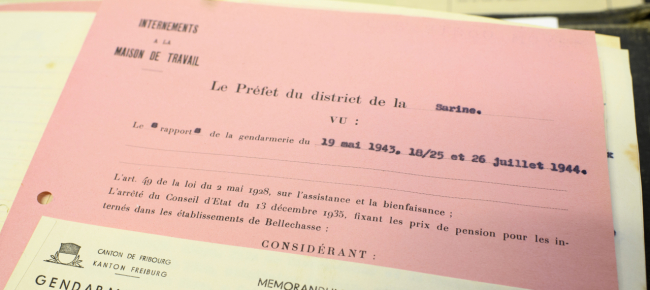 INTERNEMENTS
À LA
MAISON DE TRAVAIL
Le Préfet du district de la Sarine.
VU :
Le "rapport" de la gendarmerie du 19 mai 1943, 18/25 et 26 juillet 1944.
L'art. 49 de la loi du 2 mai 1928, sur l'assistance et la bienfaisance ;
L'arrêté du Conseil d'Etat du 13 décembre 1935, fixant les prix de pension pour les in-
ternés dans les établissements de Bellechasse :
CONSIDÉRANT :
CANTON DE FRIBOURG
KANTON FREIBURG